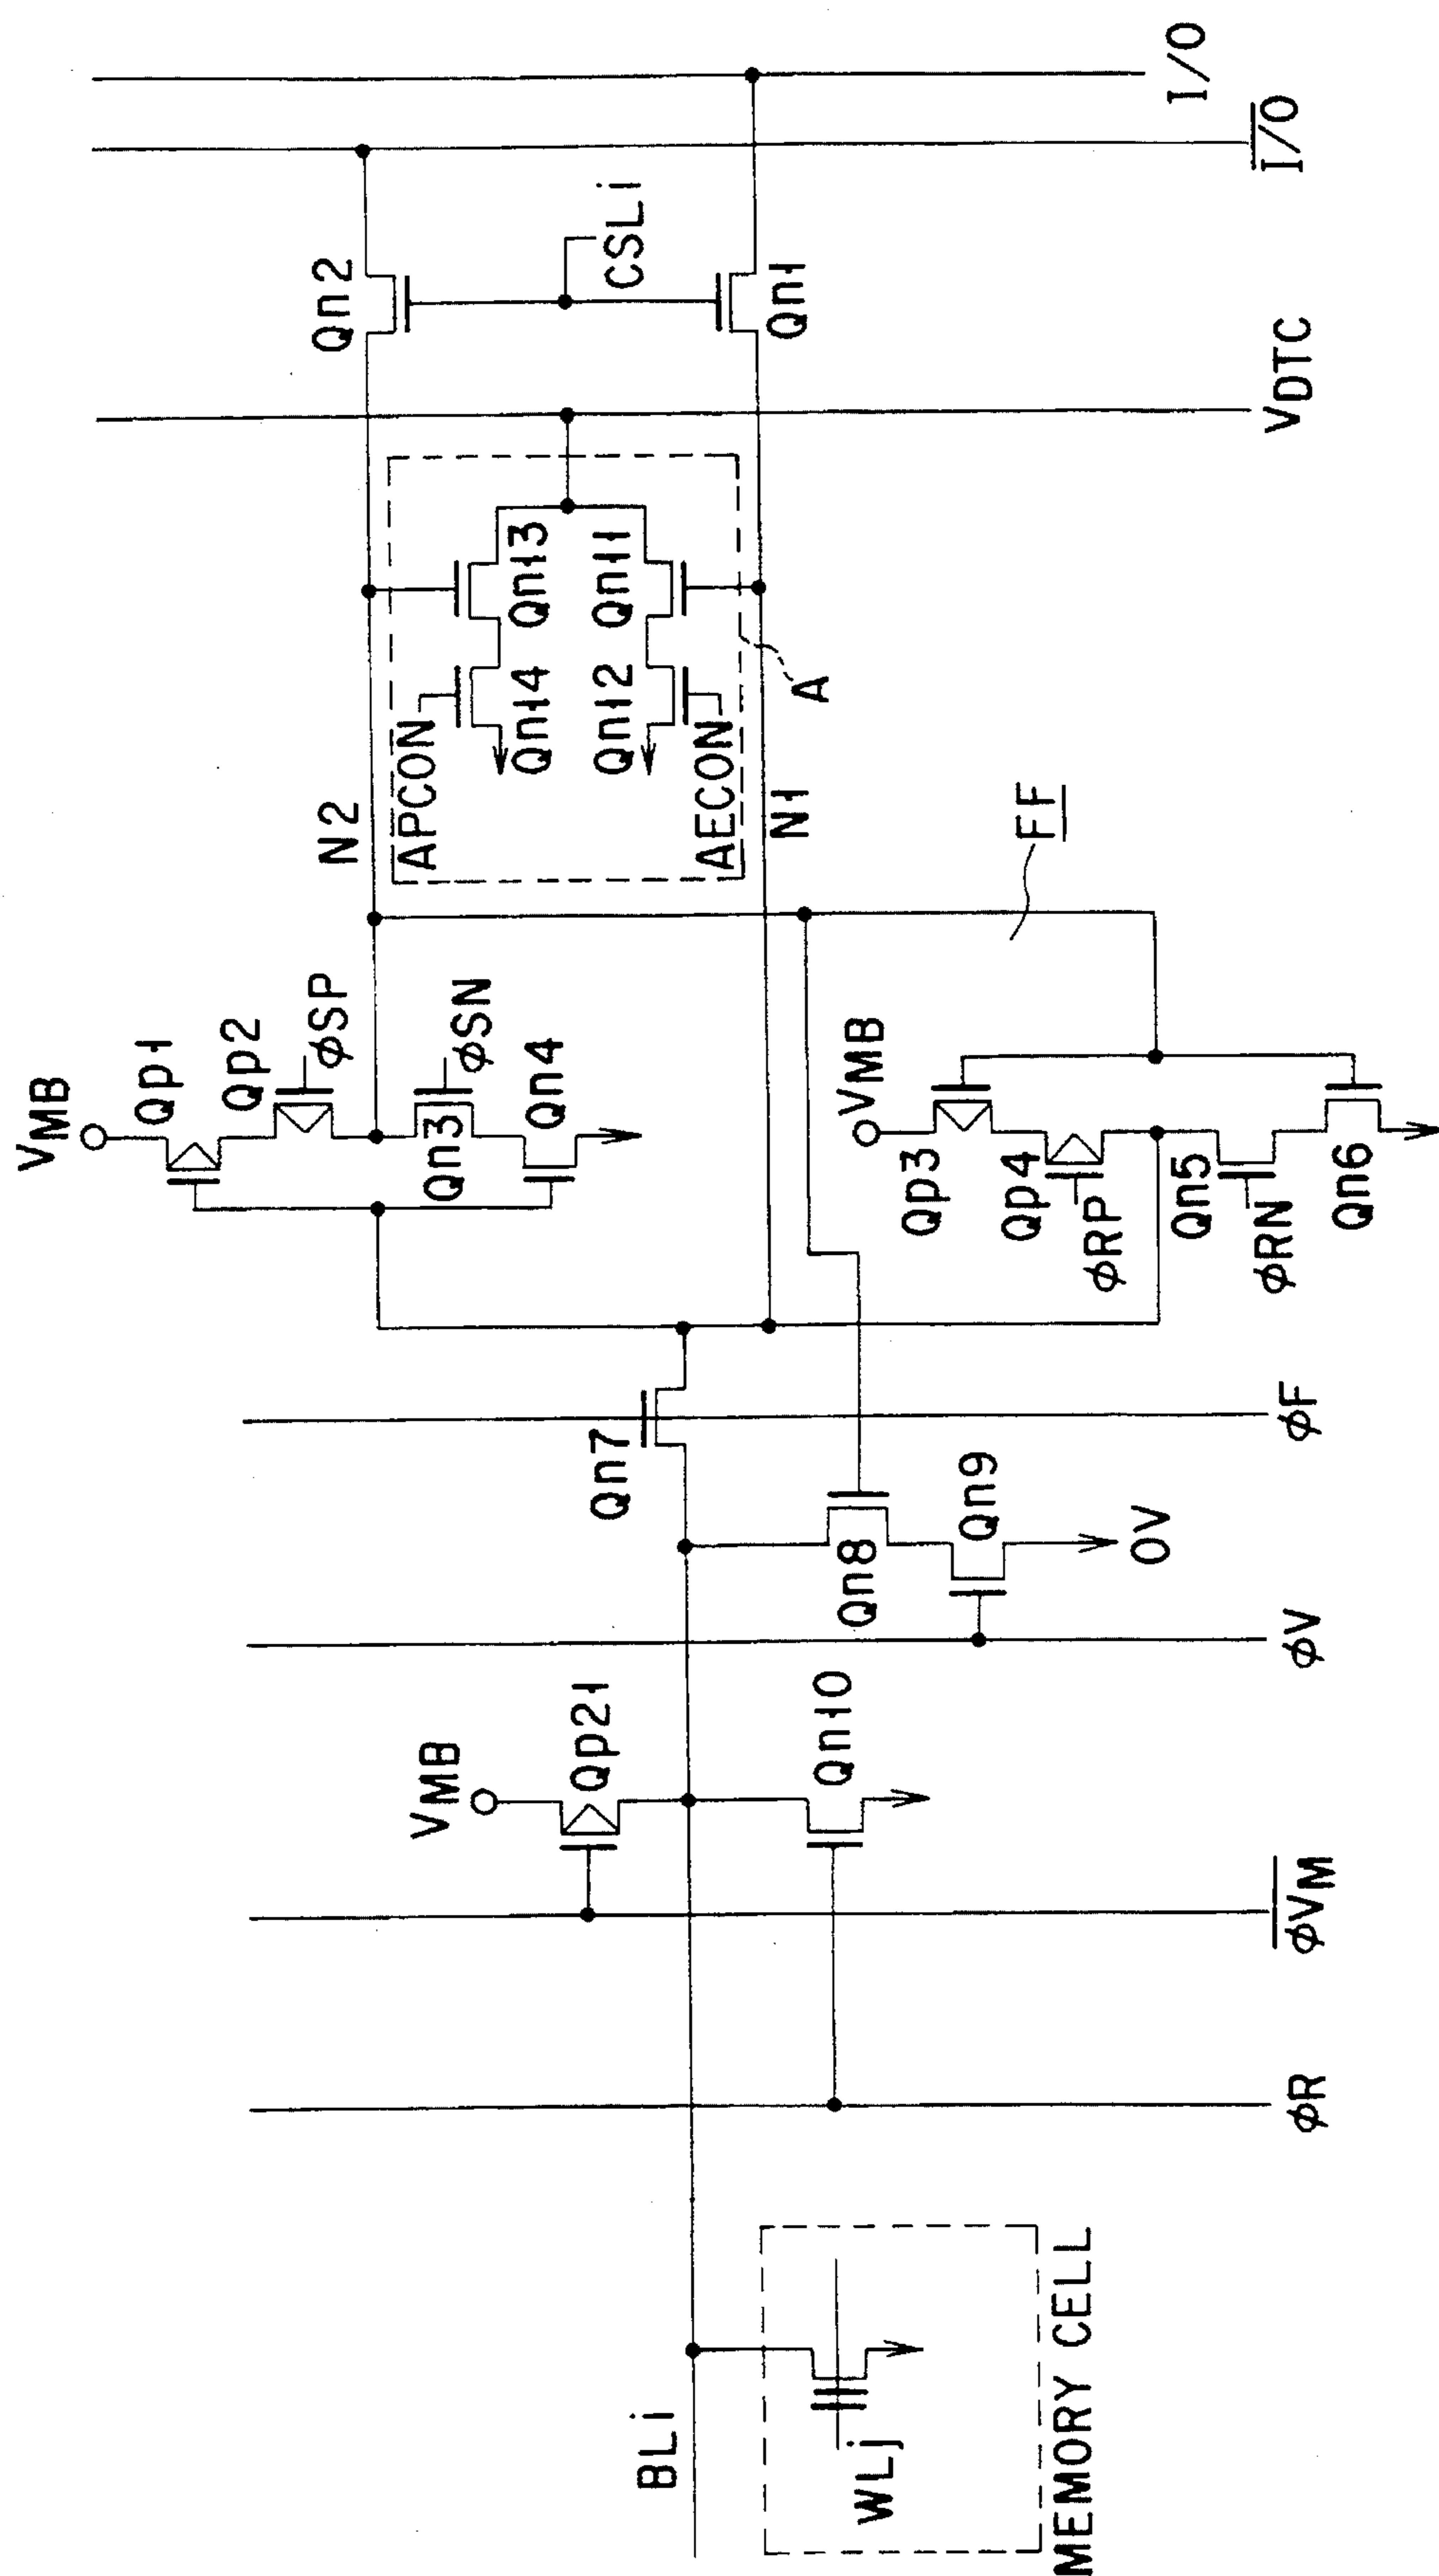 I/O
I/O
CSLi
Qn2
Qn1
VDTC
Qn13
Qn11
Qn14
Qn12
APCON
AECON
A
N2
N1
FF
VMB
Qp1
Qp2
φSP
φSN
Qn3
Qn4
VMB
Qp3
Qp4
φRP
Qn5
φRN
Qn6
Qn7
φF
Qn8
Qn9
0V
φV
VMB
Qp21
Qn10
φVM
φR
BLi
WLj
MEMORY CELL